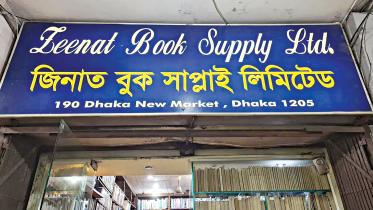 Zeenat Book Supply Ltd.
জিনাত বুক সাপ্লাই লিমিটেড
190 Dhaka New Market , Dhaka 1205